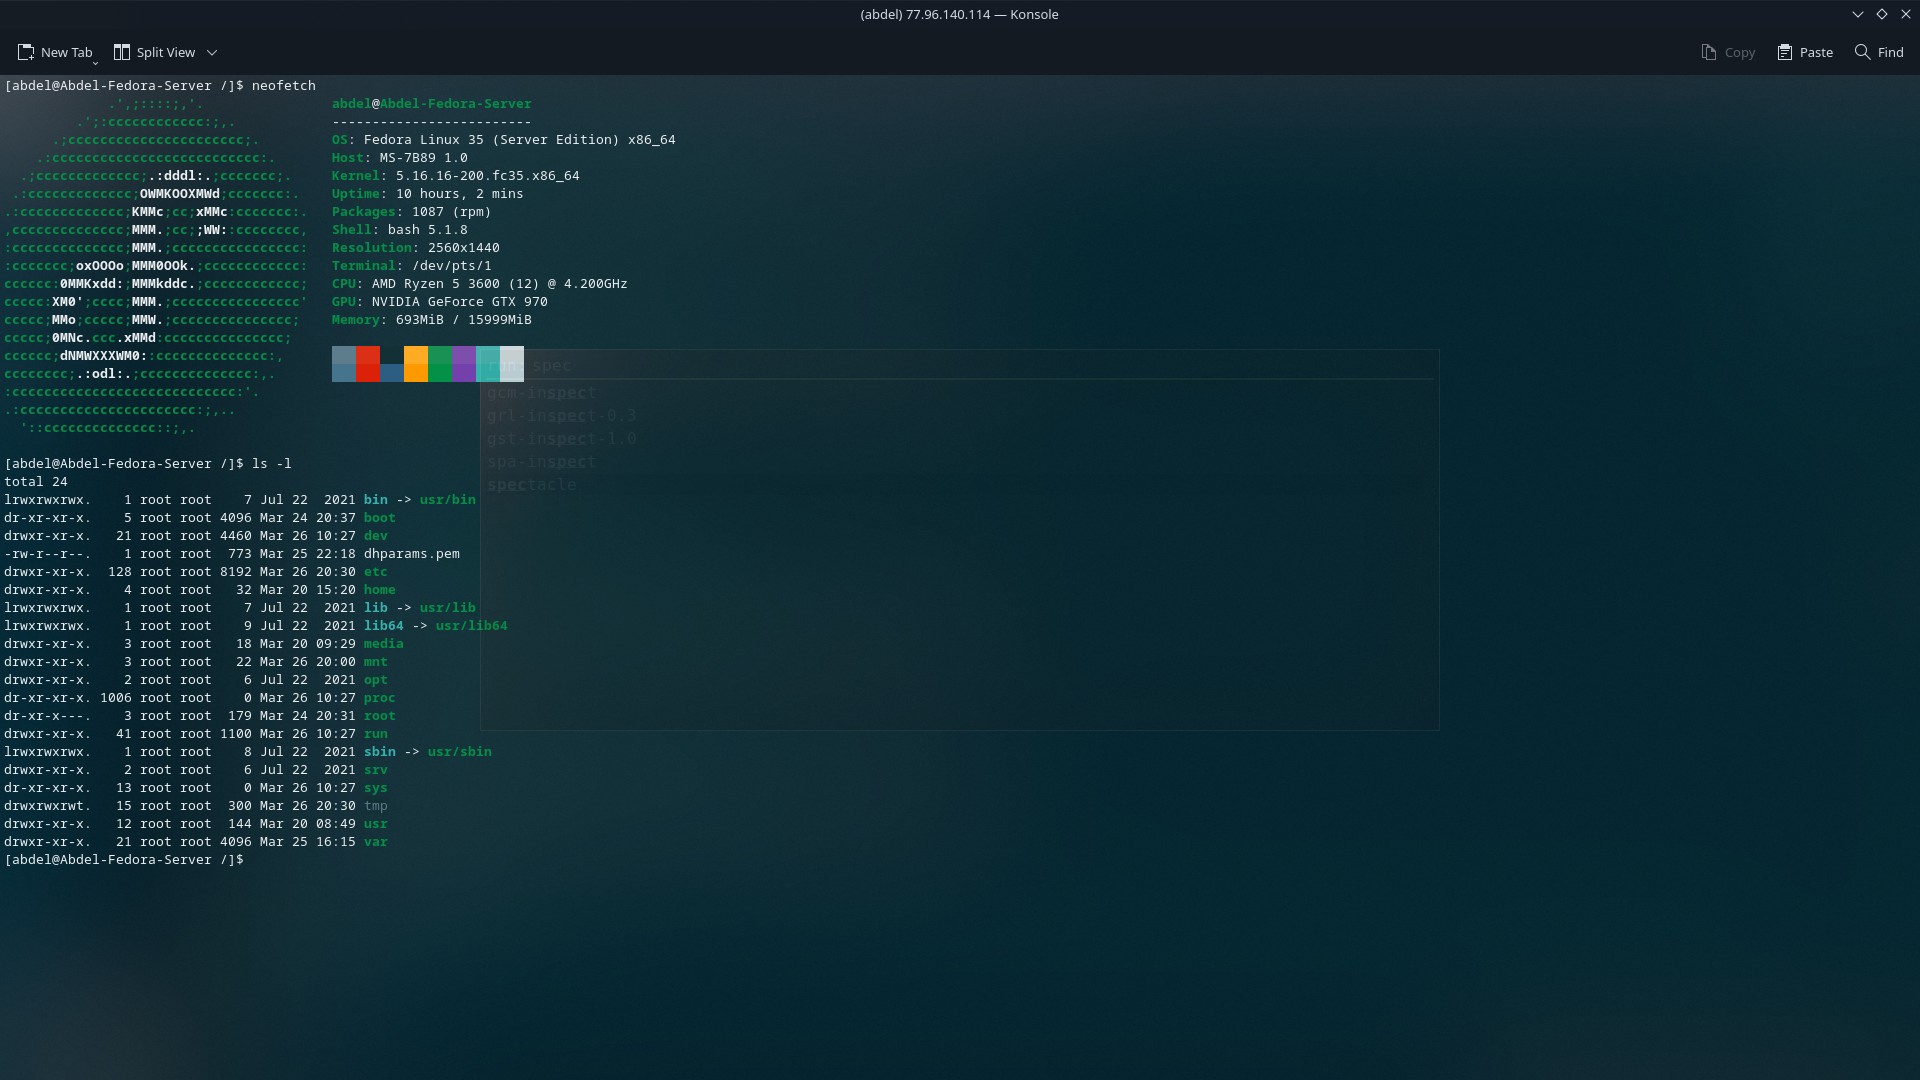 (abdel) 77.96.140.114 — Konsole
New Tab Split View Copy Paste Find
[abdel@Abdel-Fedora-Server /]$ neofetch
.',;::::;,'.
.';:cccccccccccc:;,.
.;cccccccccccccccccccccc;.
.:cccccccccccccccccccccccccc:.
.;ccccccccccccc;.:dddl:.;ccccccc;.
.:ccccccccccccc;OWMKOOXMWd;ccccccc:.
.:ccccccccccccc;KMMc;cc;xMMc:ccccccc:.
,cccccccccccccc;MMM.;cc;;WW::cccccccc,
:cccccccccccccc;MMM.;cccccccccccccccc:
:ccccccc;oxOOOo;MMM0OOk.;cccccccccccc:
cccccc:0MMKxdd:;MMMkddc.;cccccccccccc;
ccccc:XM0';cccc;MMM.;cccccccccccccccc'
ccccc;MMo;ccccc;MMW.;ccccccccccccccc;
ccccc;0MNc.ccc.xMMd:ccccccccccccccc;
cccccc;dNMWXXXWM0::cccccccccccccc:,
cccccccc;.:odl:.;cccccccccccccc:,.
:cccccccccccccccccccccccccccc:'.
.:cccccccccccccccccccccc:;,..
'::cccccccccccccc::;,.
abdel@Abdel-Fedora-Server
-------------------------
OS: Fedora Linux 35 (Server Edition) x86_64
Host: MS-7B89 1.0
Kernel: 5.16.16-200.fc35.x86_64
Uptime: 10 hours, 2 mins
Packages: 1087 (rpm)
Shell: bash 5.1.8
Resolution: 2560x1440
Terminal: /dev/pts/1
CPU: AMD Ryzen 5 3600 (12) @ 4.200GHz
GPU: NVIDIA GeForce GTX 970
Memory: 693MiB / 15999MiB
run: spec
gcm-inspect
grl-inspect-0.3
gst-inspect-1.0
spa-inspect
spectacle
[abdel@Abdel-Fedora-Server /]$ ls -l
total 24
lrwxrwxrwx.    1 root root    7 Jul 22  2021 bin -> usr/bin
dr-xr-xr-x.    5 root root 4096 Mar 24 20:37 boot
drwxr-xr-x.   21 root root 4460 Mar 26 10:27 dev
-rw-r--r--.    1 root root  773 Mar 25 22:18 dhparams.pem
drwxr-xr-x.  128 root root 8192 Mar 26 20:30 etc
drwxr-xr-x.    4 root root   32 Mar 20 15:20 home
lrwxrwxrwx.    1 root root    7 Jul 22  2021 lib -> usr/lib
lrwxrwxrwx.    1 root root    9 Jul 22  2021 lib64 -> usr/lib64
drwxr-xr-x.    3 root root   18 Mar 20 09:29 media
drwxr-xr-x.    3 root root   22 Mar 26 20:00 mnt
drwxr-xr-x.    2 root root    6 Jul 22  2021 opt
dr-xr-xr-x. 1006 root root    0 Mar 26 10:27 proc
dr-xr-x---.    3 root root  179 Mar 24 20:31 root
drwxr-xr-x.   41 root root 1100 Mar 26 10:27 run
lrwxrwxrwx.    1 root root    8 Jul 22  2021 sbin -> usr/sbin
drwxr-xr-x.    2 root root    6 Jul 22  2021 srv
dr-xr-xr-x.   13 root root    0 Mar 26 10:27 sys
drwxrwxrwt.   15 root root  300 Mar 26 20:30 tmp
drwxr-xr-x.   12 root root  144 Mar 20 08:49 usr
drwxr-xr-x.   21 root root 4096 Mar 25 16:15 var
[abdel@Abdel-Fedora-Server /]$